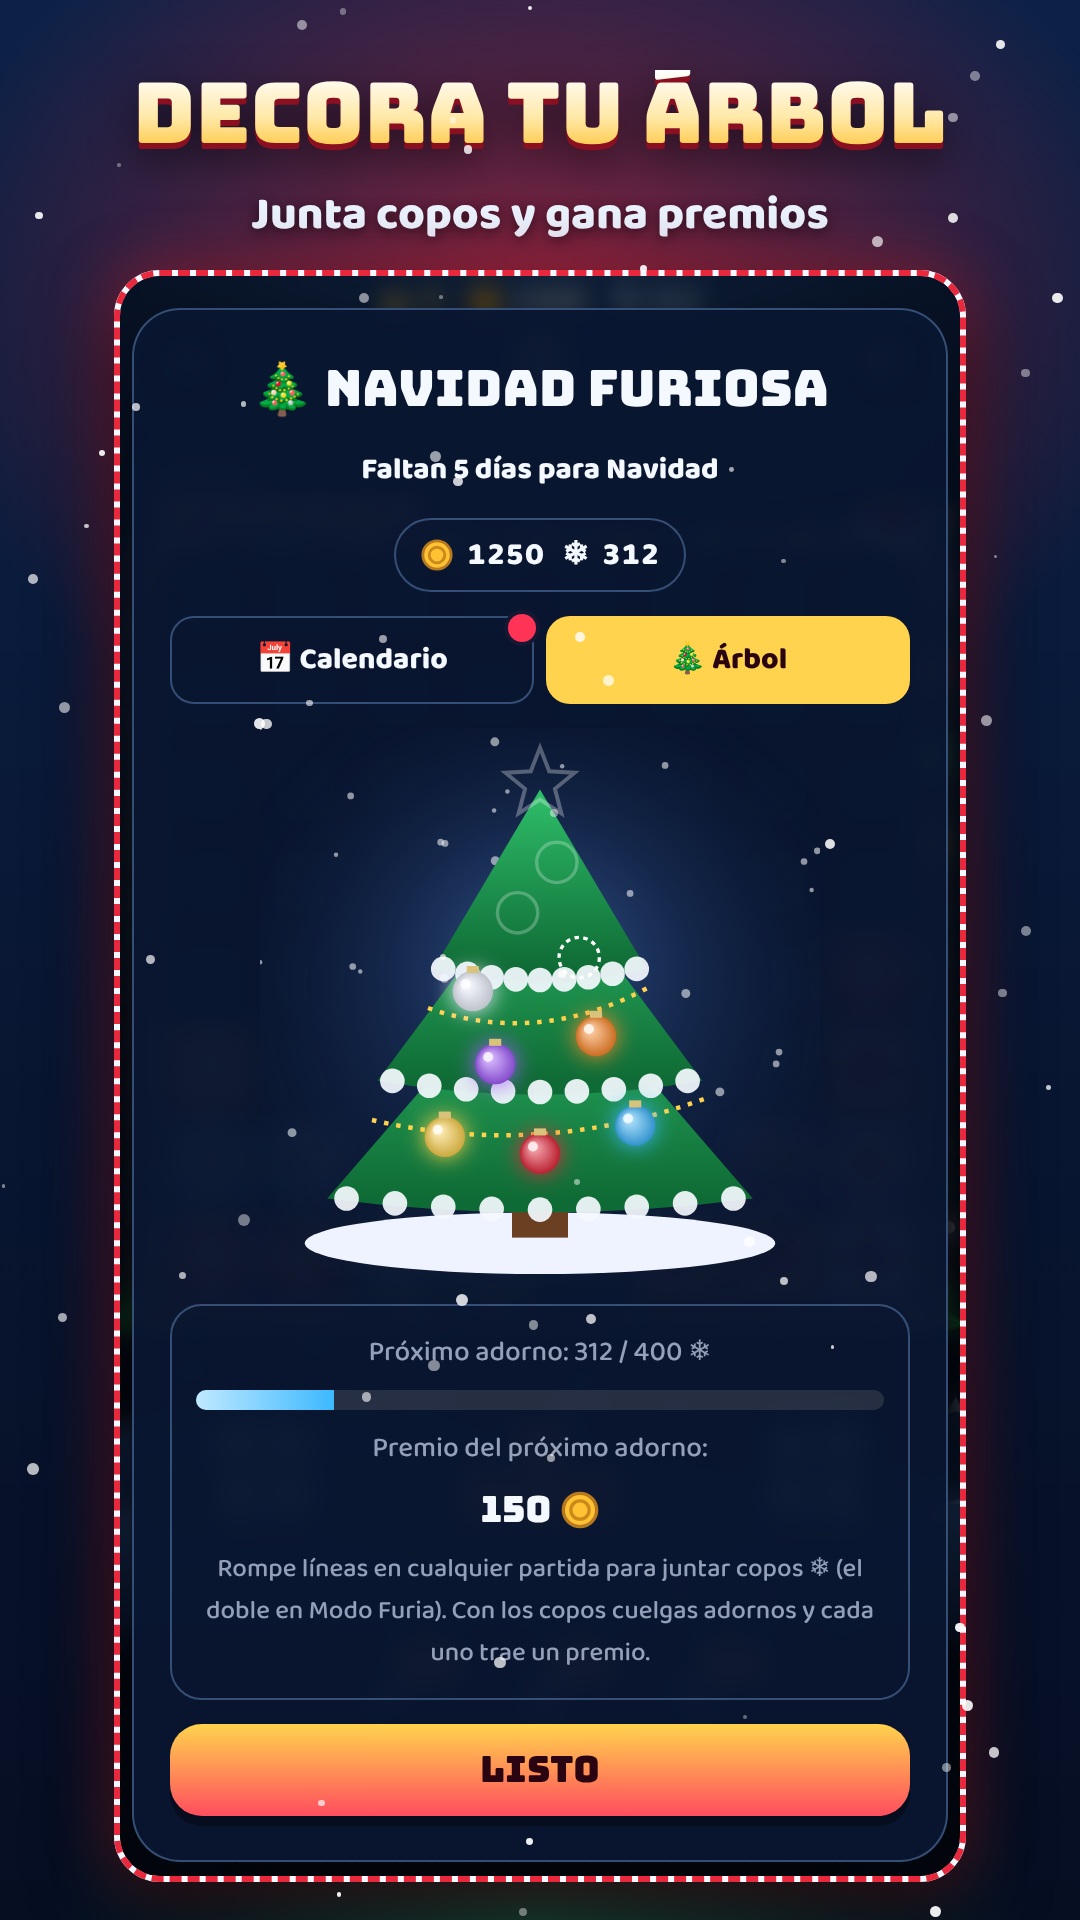 DECORA TU ÁRBOL
Junta copos y gana premios
🎄 NAVIDAD FURIOSA
Faltan 5 días para Navidad
1250 ❄ 312
📅 Calendario
🎄 Árbol
Próximo adorno: 312 / 400 ❄
Premio del próximo adorno:
150
Rompe líneas en cualquier partida para juntar copos ❄ (el
doble en Modo Furia). Con los copos cuelgas adornos y cada
uno trae un premio.
LISTO